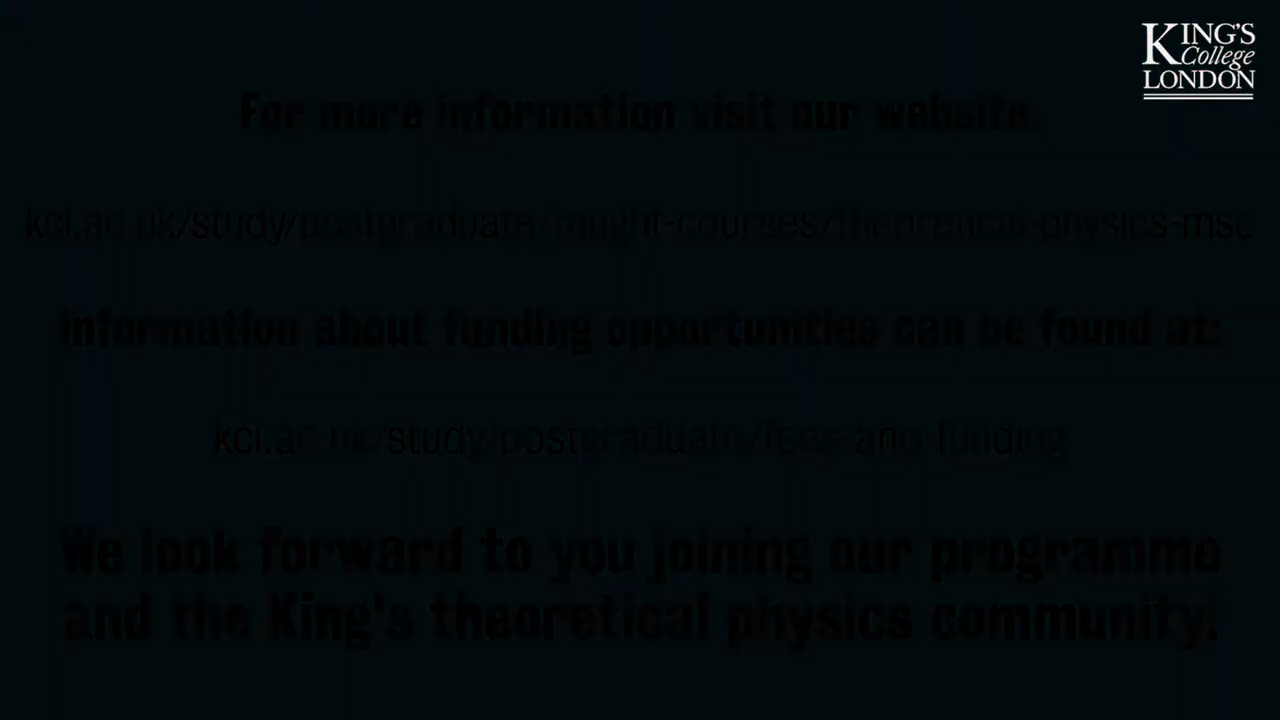 KING'S
College
LONDON
For more information visit our website.
kcl.ac.uk/study/postgraduate/taught-courses/theoretical-physics-msc
Information about funding opportunities can be found at:
kcl.ac.uk/study/postgraduate/fees-and-funding
We look forward to you joining our programme
and the King's theoretical physics community!